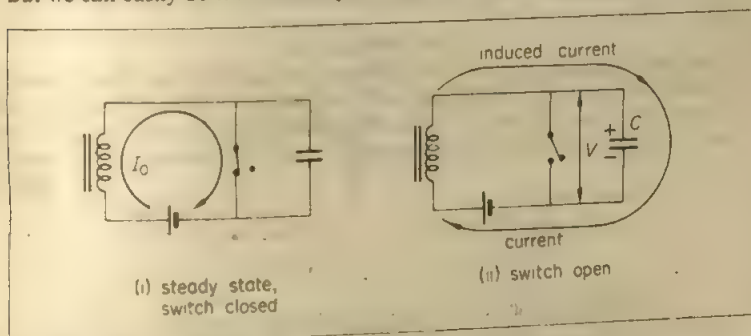 But we can easily
induced current
I₀
V
+
C
−
current
(i) steady state,
switch closed
(ii) switch open